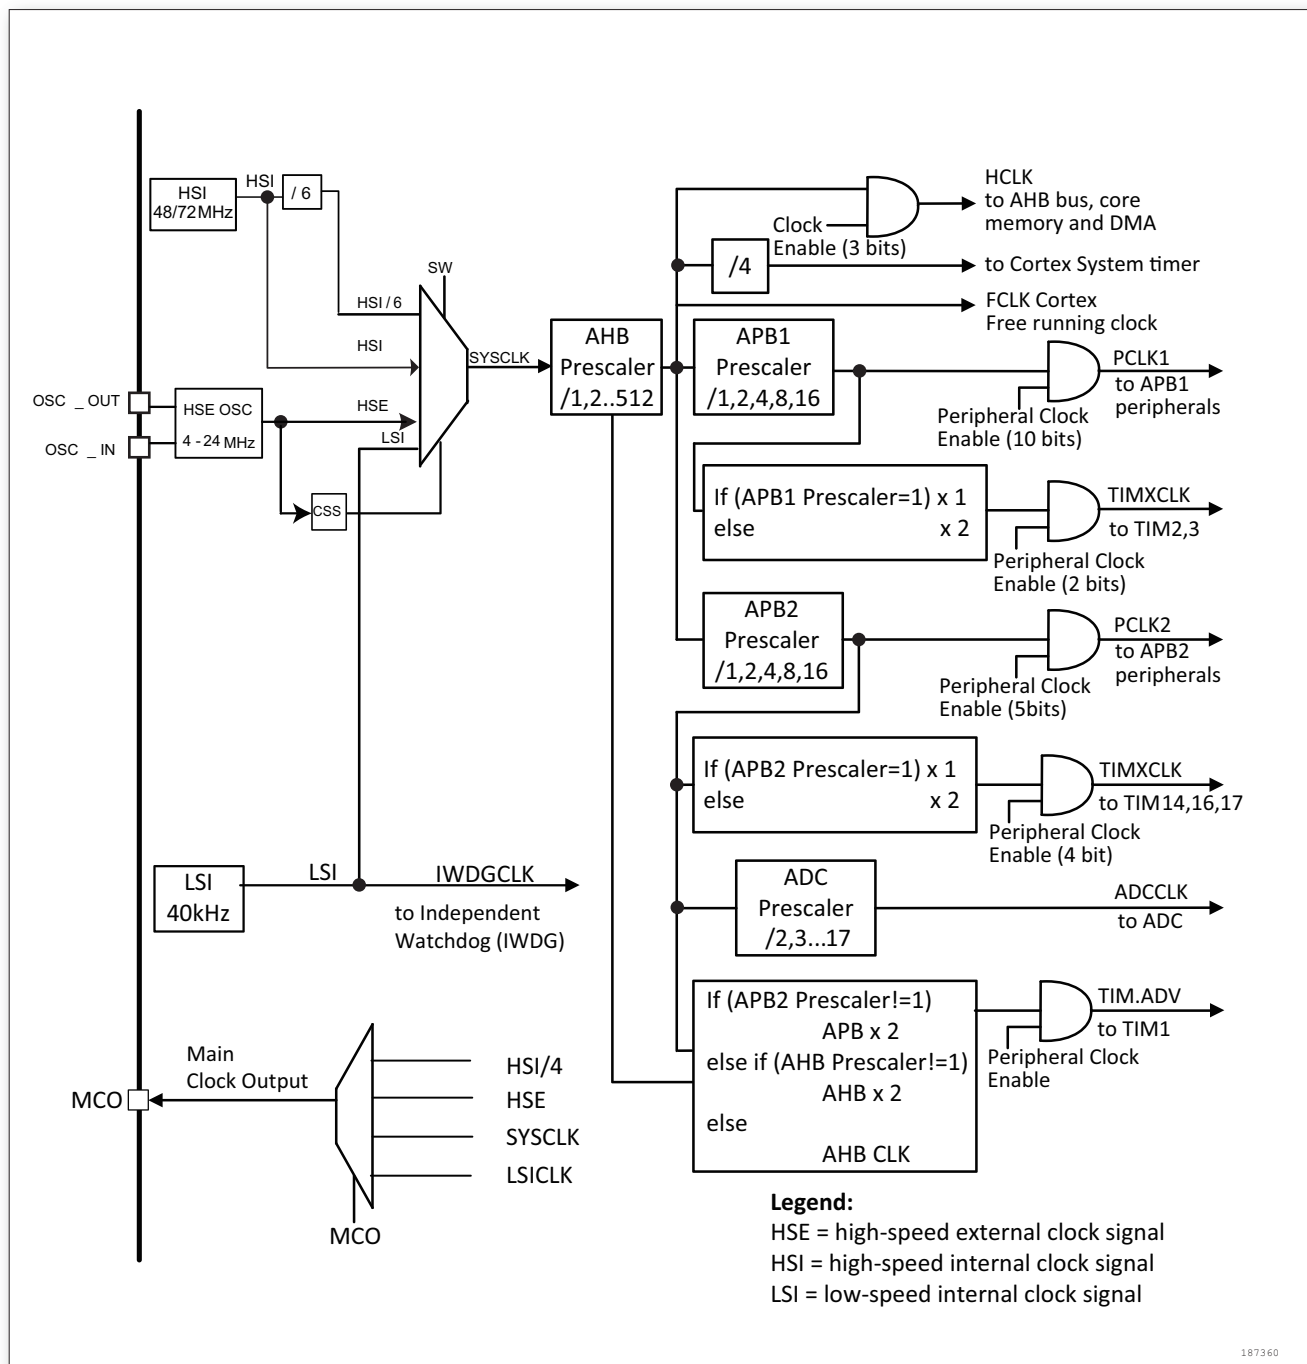 HSI
48/72MHz
HSI
/ 6
SW
HSI / 6
HSI
HSE
LSI
SYSCLK
OSC _ OUT
OSC _ IN
HSE OSC
4 - 24 MHz
CSS
AHB
Prescaler
/1,2..512
Clock
Enable (3 bits)
HCLK
to AHB bus, core
memory and DMA
/4
to Cortex System timer
FCLK Cortex
Free running clock
APB1
Prescaler
/1,2,4,8,16
Peripheral Clock
Enable (10 bits)
PCLK1
to APB1
peripherals
If (APB1 Prescaler=1) x 1
else x 2
Peripheral Clock
Enable (2 bits)
TIMXCLK
to TIM2,3
APB2
Prescaler
/1,2,4,8,16
Peripheral Clock
Enable (5bits)
PCLK2
to APB2
peripherals
If (APB2 Prescaler=1) x 1
else x 2
Peripheral Clock
Enable (4 bit)
TIMXCLK
to TIM14,16,17
LSI
40kHz
LSI
IWDGCLK
to Independent
Watchdog (IWDG)
ADC
Prescaler
/2,3...17
ADCCLK
to ADC
If (APB2 Prescaler!=1)
APB x 2
else if (AHB Prescaler!=1)
AHB x 2
else
AHB CLK
Peripheral Clock
Enable
TIM.ADV
to TIM1
Main
Clock Output
MCO
HSI/4
HSE
SYSCLK
LSICLK
MCO
Legend:
HSE = high-speed external clock signal
HSI = high-speed internal clock signal
LSI = low-speed internal clock signal
187360